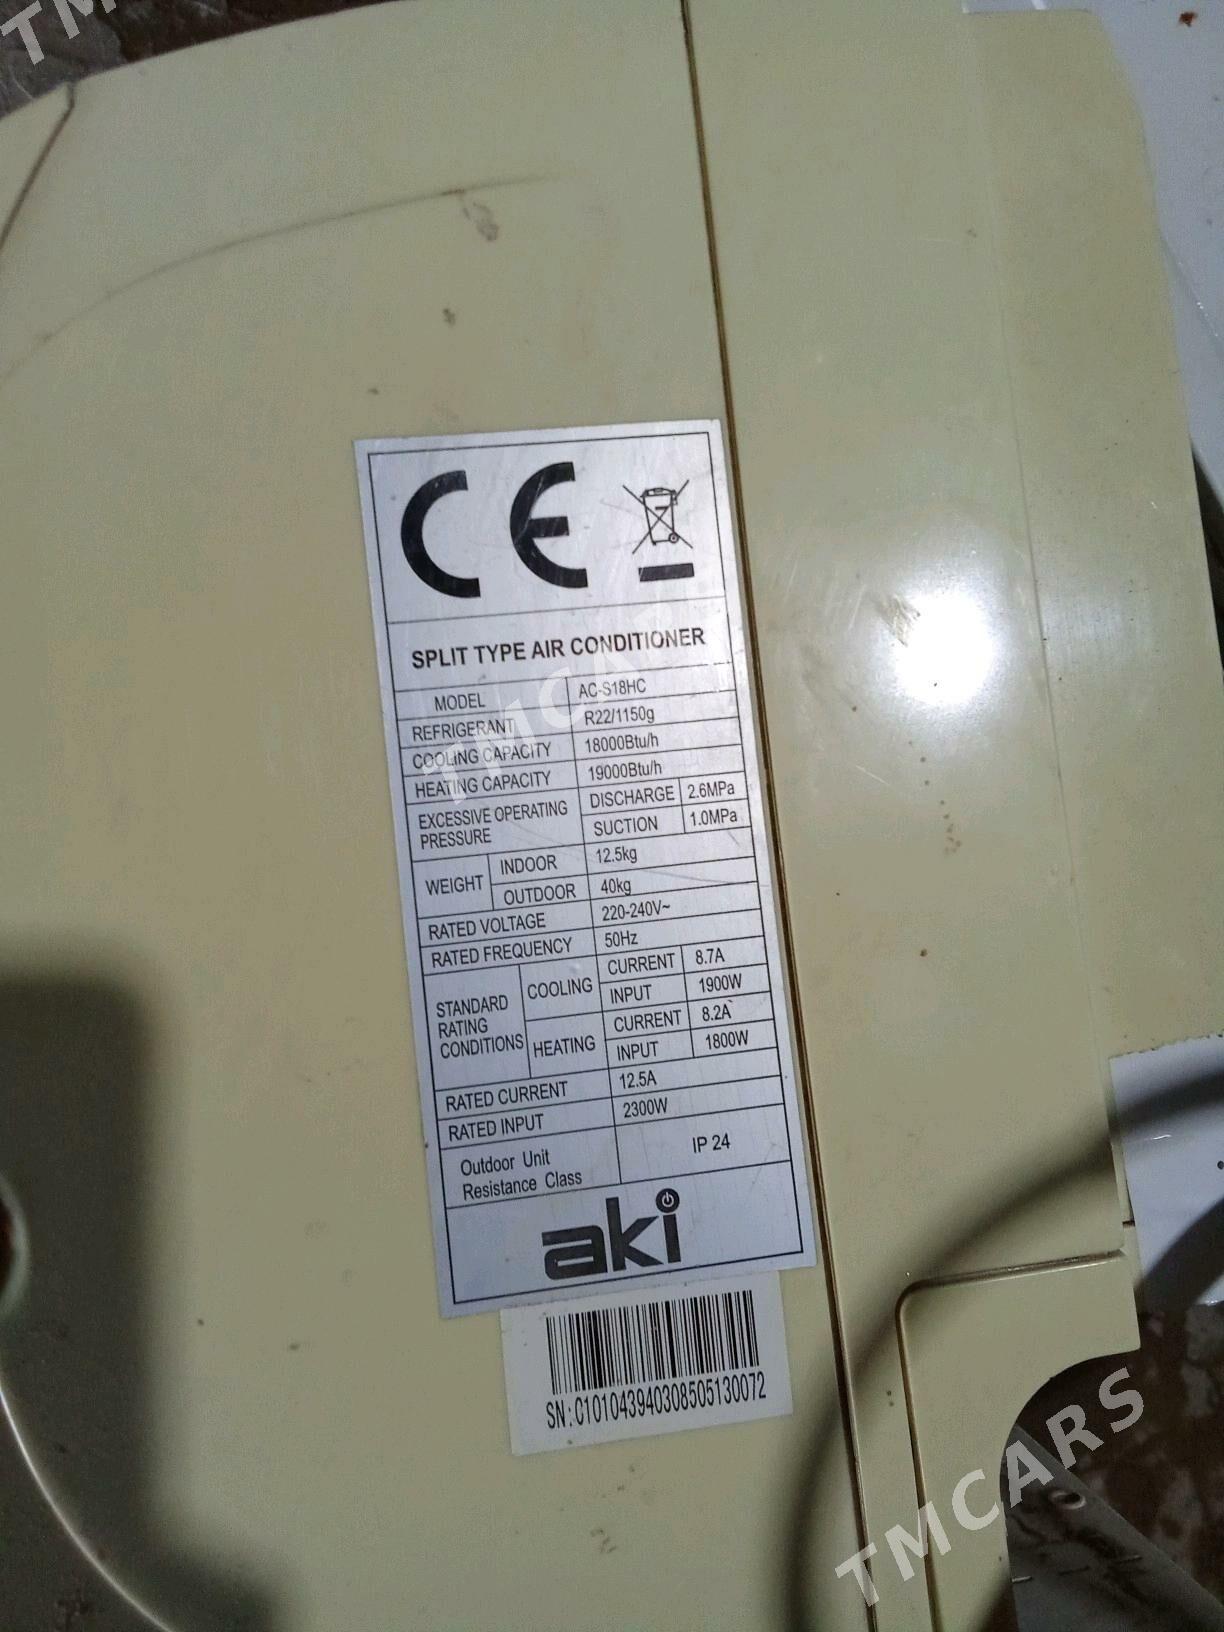 CE
SPLIT TYPE AIR CONDITIONER
MODEL AC-S18HC
REFRIGERANT R22/1150g
COOLING CAPACITY 18000Btu/h
HEATING CAPACITY 19000Btu/h
EXCESSIVE OPERATING PRESSURE DISCHARGE 2.6MPa
SUCTION 1.0MPa
WEIGHT INDOOR 12.5kg
OUTDOOR 40kg
RATED VOLTAGE 220-240V~
RATED FREQUENCY 50Hz
STANDARD RATING CONDITIONS COOLING CURRENT 8.7A
INPUT 1900W
HEATING CURRENT 8.2A
INPUT 1800W
RATED CURRENT 12.5A
RATED INPUT 2300W
Outdoor Unit
Resistance Class IP 24
aki
SN:C101043940308505130072
TMCARS
TMCARS